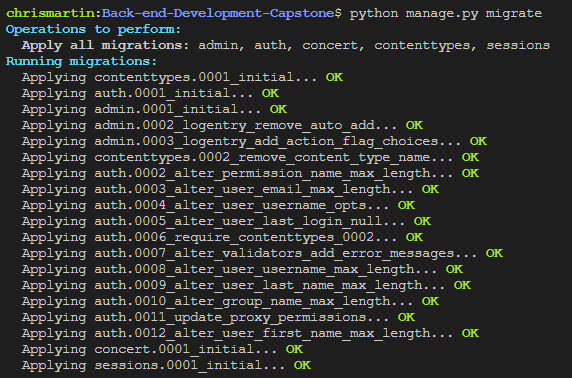 chrismartin:Back-end-Development-Capstone$ python manage.py migrate
Operations to perform:
  Apply all migrations: admin, auth, concert, contenttypes, sessions
Running migrations:
  Applying contenttypes.0001_initial... OK
  Applying auth.0001_initial... OK
  Applying admin.0001_initial... OK
  Applying admin.0002_logentry_remove_auto_add... OK
  Applying admin.0003_logentry_add_action_flag_choices... OK
  Applying contenttypes.0002_remove_content_type_name... OK
  Applying auth.0002_alter_permission_name_max_length... OK
  Applying auth.0003_alter_user_email_max_length... OK
  Applying auth.0004_alter_user_username_opts... OK
  Applying auth.0005_alter_user_last_login_null... OK
  Applying auth.0006_require_contenttypes_0002... OK
  Applying auth.0007_alter_validators_add_error_messages... OK
  Applying auth.0008_alter_user_username_max_length... OK
  Applying auth.0009_alter_user_last_name_max_length... OK
  Applying auth.0010_alter_group_name_max_length... OK
  Applying auth.0011_update_proxy_permissions... OK
  Applying auth.0012_alter_user_first_name_max_length... OK
  Applying concert.0001_initial... OK
  Applying sessions.0001_initial... OK